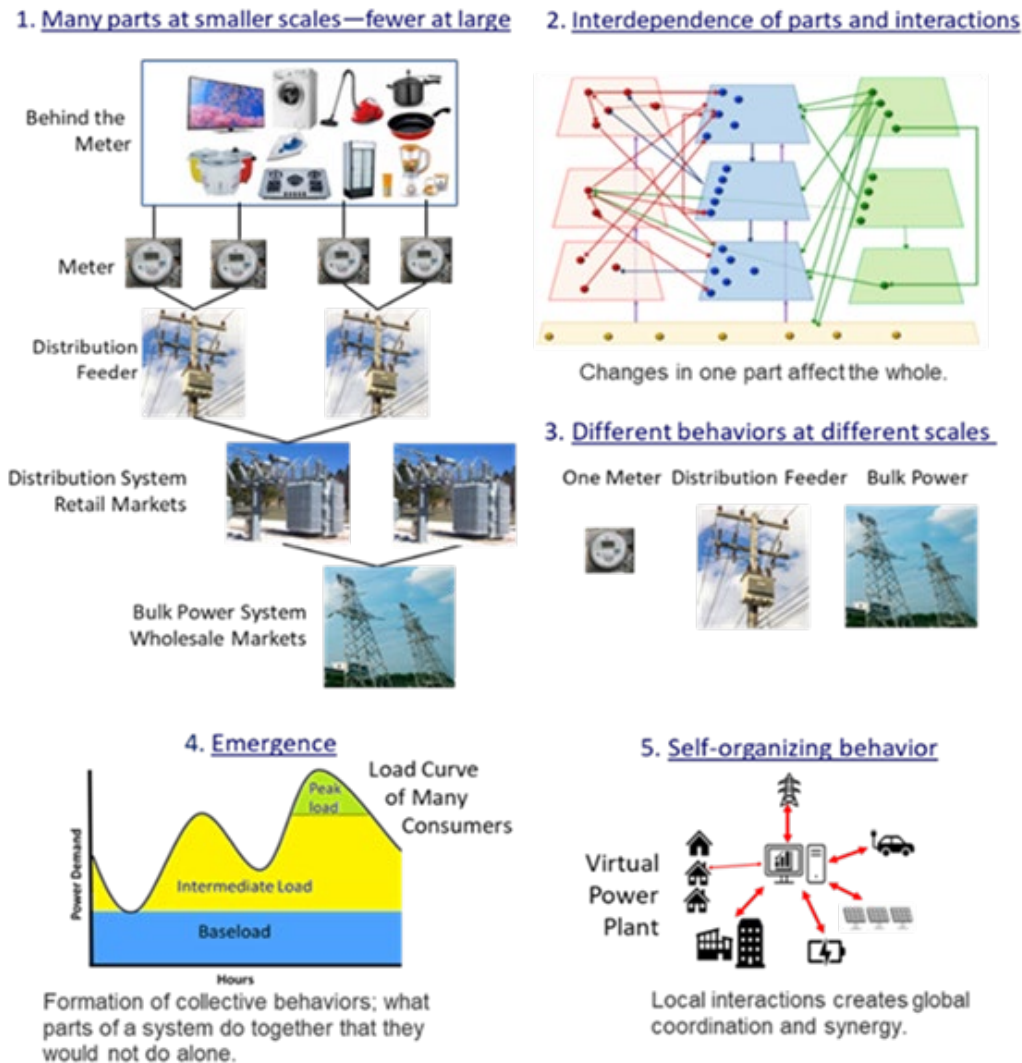 1. Many parts at smaller scales—fewer at large
Behind the
Meter
Meter
Distribution
Feeder
Distribution System
Retail Markets
Bulk Power System
Wholesale Markets
2. Interdependence of parts and interactions
Changes in one part affect the whole.
3. Different behaviors at different scales
One Meter
Distribution Feeder
Bulk Power
4. Emergence
Load Curve
of Many
Consumers
Peak
load
Intermediate Load
Baseload
Power Demand
Hours
Formation of collective behaviors; what
parts of a system do together that they
would not do alone.
5. Self-organizing behavior
Virtual
Power
Plant
Local interactions creates global
coordination and synergy.